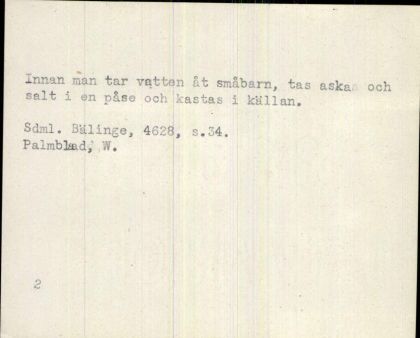 Innan man tar vatten åt småbarn, tas aska och
salt i en påse och kastas i källan.
Sdml. Bälinge, 4628, s.34.
Palmblad, W.
2